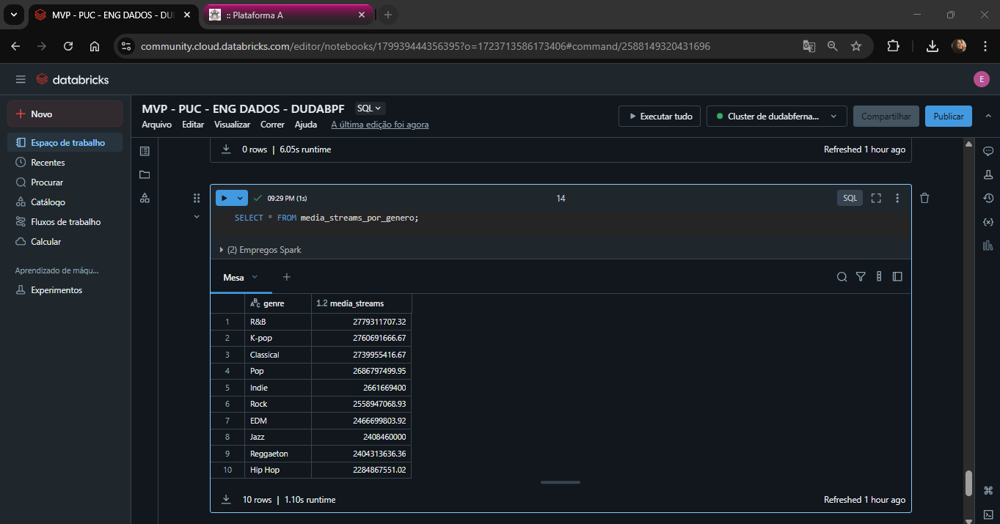 MVP - PUC - ENG DADOS - DU
:: Plataforma A
community.cloud.databricks.com/editor/notebooks/1799394443563​95?o=1723713586173406#command/2588149320431696
databricks
E
Novo
Espaço de trabalho
Recentes
Procurar
Catálogo
Fluxos de trabalho
Calcular
Aprendizado de máqu...
Experimentos
MVP - PUC - ENG DADOS - DUDABPF SQL
Arquivo Editar Visualizar Correr Ajuda A última edição foi agora
Executar tudo Cluster de dudabferna... Compartilhar Publicar
0 rows | 6.05s runtime Refreshed 1 hour ago
09:29 PM (1s) 14 SQL
SELECT * FROM media_streams_por_genero;
(2) Empregos Spark
Mesa
genre 1.2 media_streams
1 R&B 2779311707.32
2 K-pop 2760691666.67
3 Classical 2739955416.67
4 Pop 2686797499.95
5 Indie 2661669400
6 Rock 2558947068.93
7 EDM 2466699803.92
8 Jazz 2408460000
9 Reggaeton 2404313636.36
10 Hip Hop 2284867551.02
10 rows | 1.10s runtime Refreshed 1 hour ago